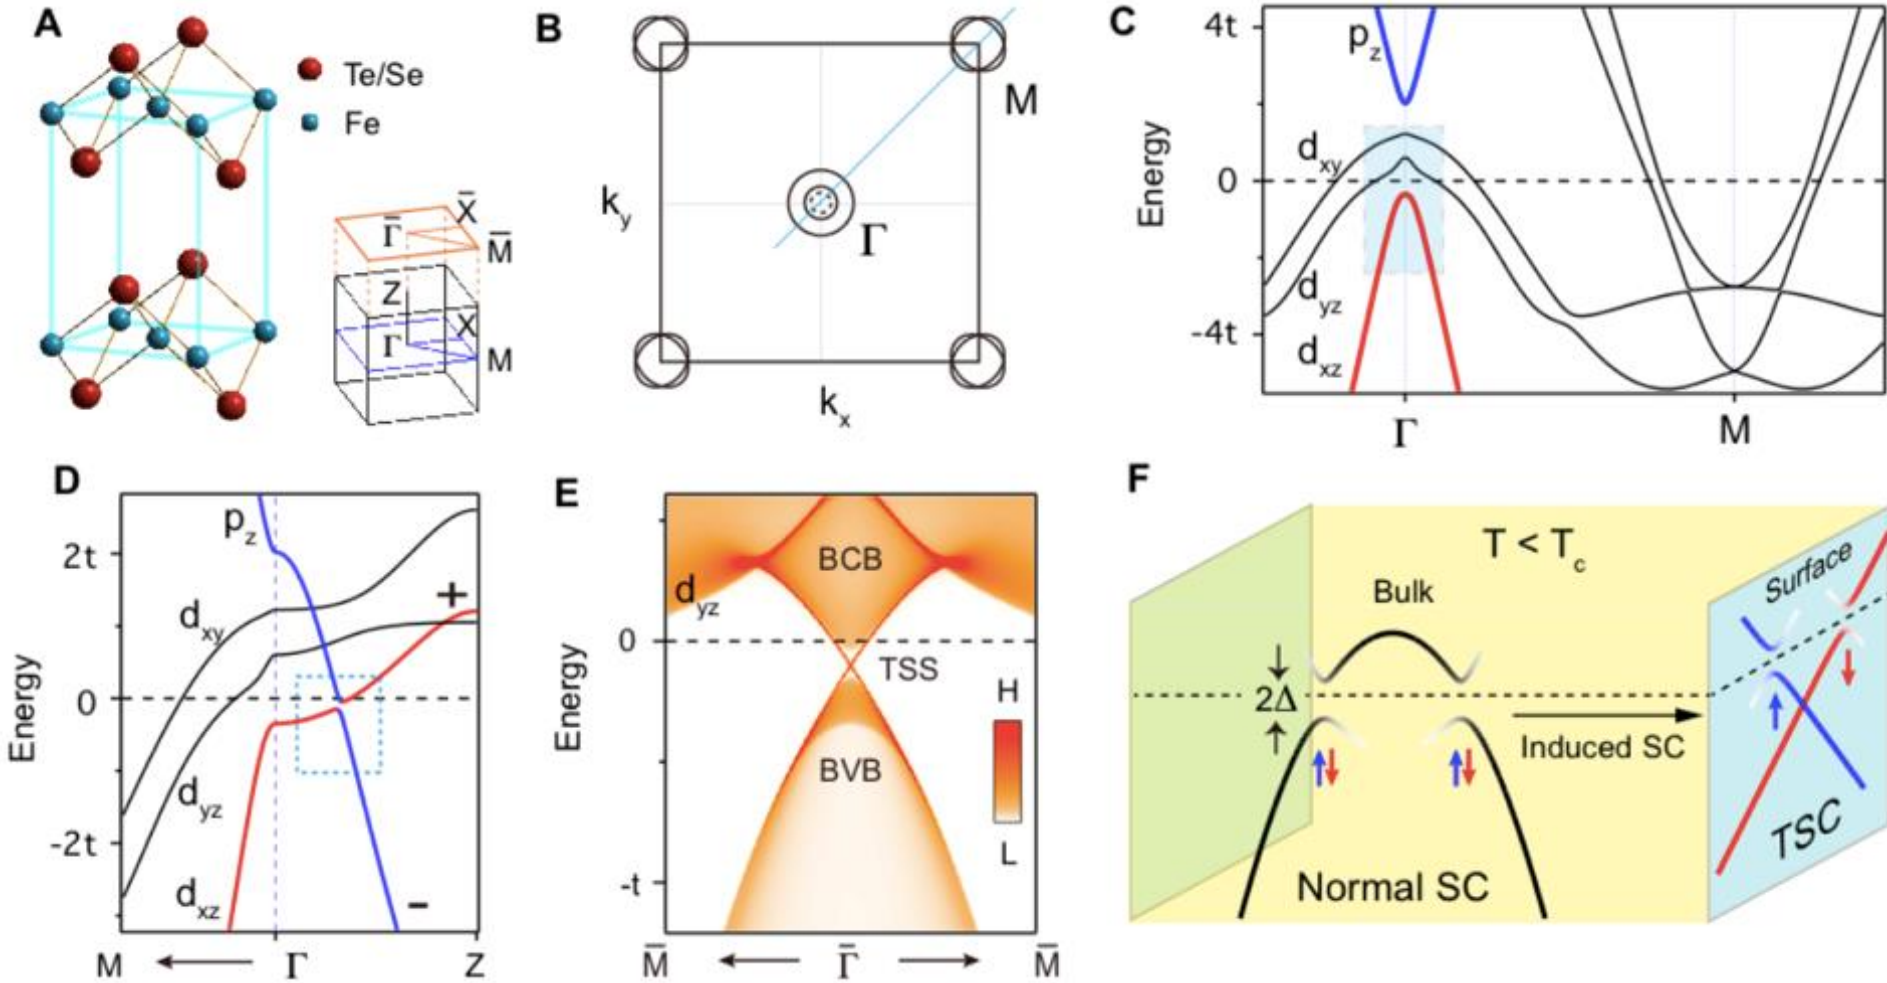 A
Te/Se
Fe
X̄
Γ̄
M̄
Z
X
Γ
M
B
M
k_y
Γ
k_x
C
4t
p_z
d_xy
0
Energy
d_yz
-4t
d_xz
Γ
M
D
p_z
2t
d_xy
+
Energy
0
d_yz
-2t
d_xz
-
M
Γ
Z
E
BCB
d_yz
0
TSS
Energy
H
BVB
L
-t
M̄
Γ̄
M̄
F
T < T_c
Surface
Bulk
2Δ
Induced SC
TSC
Normal SC